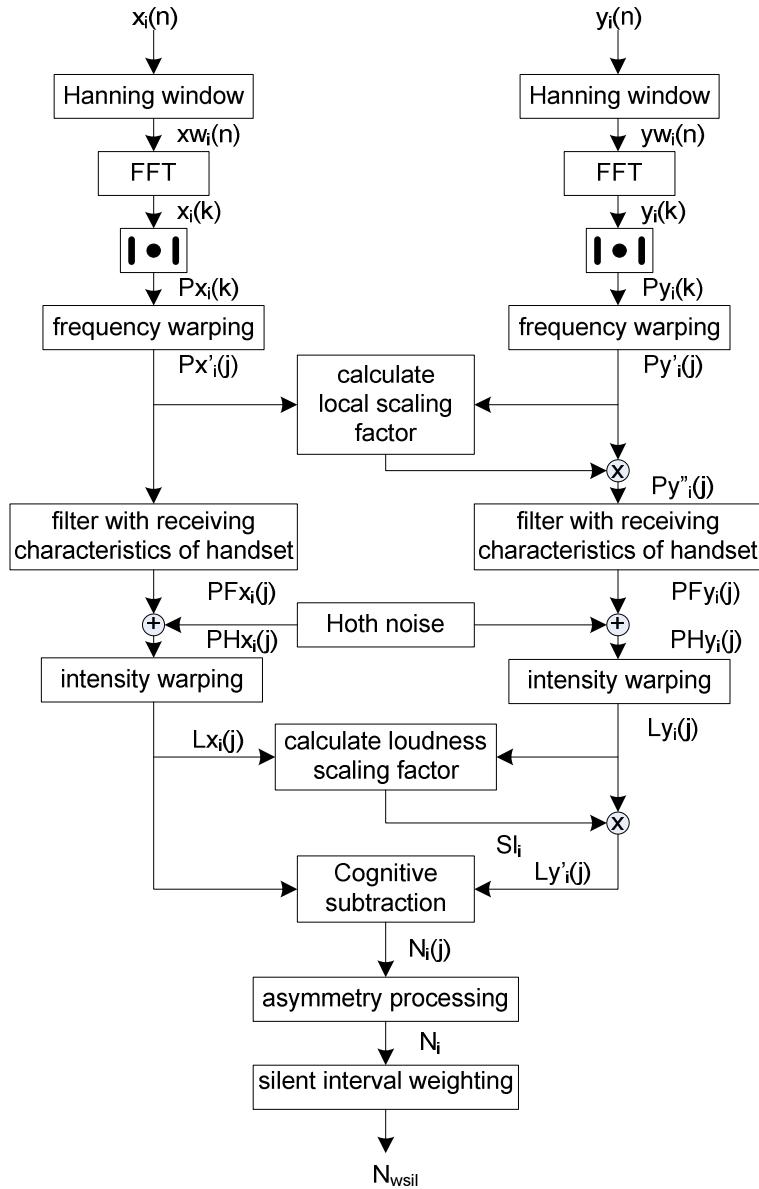 xᵢ(n) yᵢ(n)
Hanning window Hanning window
xwᵢ(n) ywᵢ(n)
FFT FFT
xᵢ(k) yᵢ(k)
|•| |•|
Pxᵢ(k) Pyᵢ(k)
frequency warping frequency warping
Px'ᵢ(j) Py'ᵢ(j)
calculate
local scaling
factor
x
Py"ᵢ(j)
filter with receiving
characteristics of handset
filter with receiving
characteristics of handset
PFxᵢ(j) PFyᵢ(j)
+ Hoth noise +
PHxᵢ(j) PHyᵢ(j)
intensity warping intensity warping
Lxᵢ(j) Lyᵢ(j)
calculate loudness
scaling factor
x
Slᵢ
Ly'ᵢ(j)
Cognitive
subtraction
Nᵢ(j)
asymmetry processing
Nᵢ
silent interval weighting
N_wsil